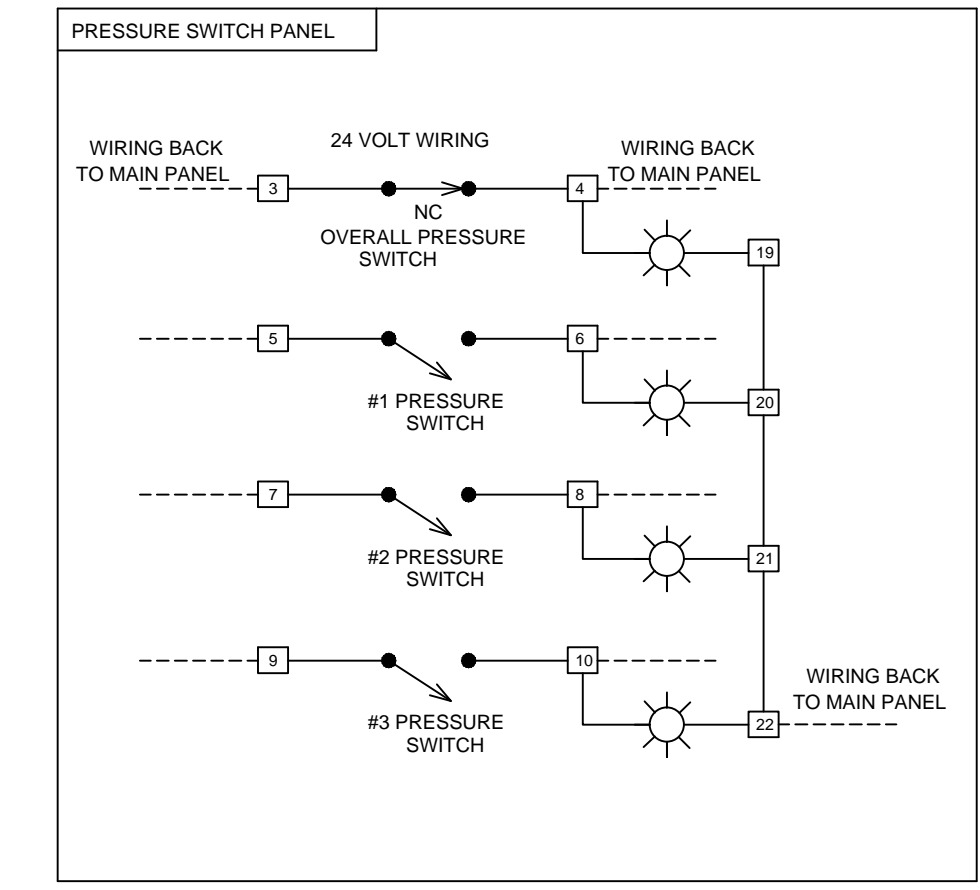 PRESSURE SWITCH PANEL
WIRING BACK
TO MAIN PANEL
24 VOLT WIRING
WIRING BACK
TO MAIN PANEL
3
4
NC
OVERALL PRESSURE
SWITCH
19
5
6
#1 PRESSURE
SWITCH
20
7
8
#2 PRESSURE
SWITCH
21
9
10
#3 PRESSURE
SWITCH
22
WIRING BACK
TO MAIN PANEL